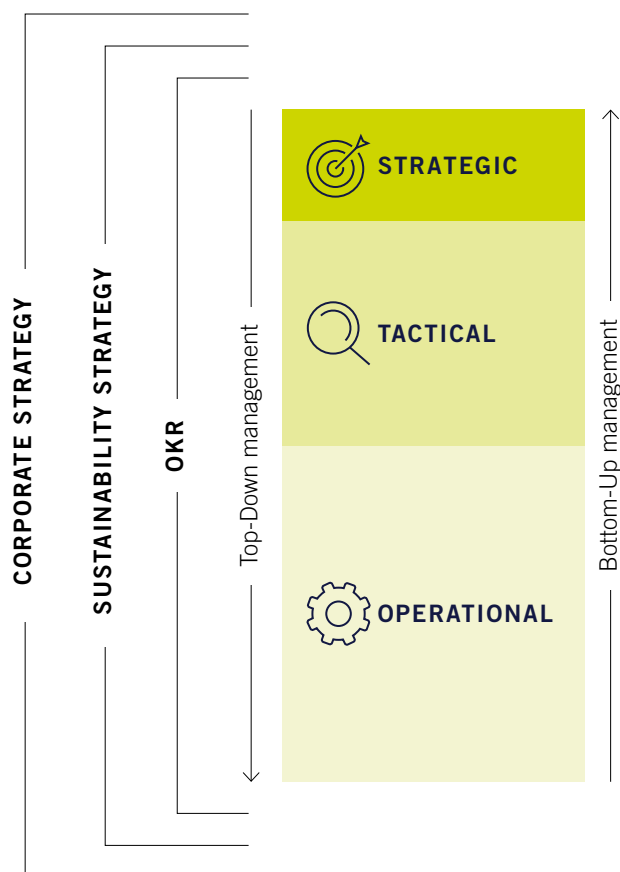 CORPORATE STRATEGY
SUSTAINABILITY STRATEGY
OKR
Top-Down management
STRATEGIC
TACTICAL
OPERATIONAL
Bottom-Up management